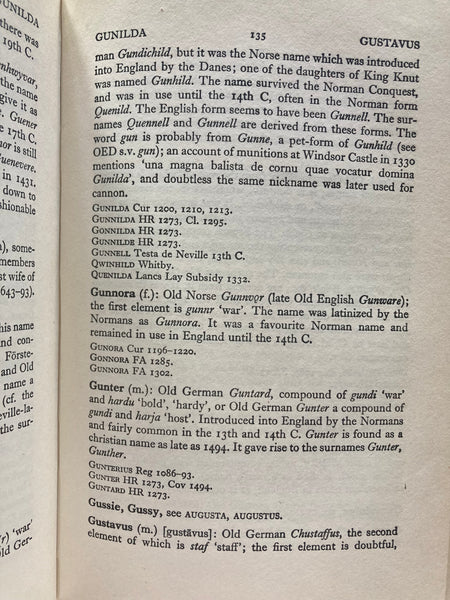 GUNILDA
135
GUSTAVUS
man Gundichild, but it was the Norse name which was introduced
into England by the Danes; one of the daughters of King Knut
was named Gunhild. The name survived the Norman Conquest,
and was in use until the 14th C, often in the Norman form
Quenild. The English form seems to have been Gunnell. The sur-
names Quennell and Gunnell are derived from these forms. The
word gun is probably from Gunne, a pet-form of Gunhild (see
OED s.v. gun); an account of munitions at Windsor Castle in 1330
mentions 'una magna balista de cornu quae vocatur domina
Gunilda', and doubtless the same nickname was later used for
cannon.
GUNILDA Cur 1200, 1210, 1213.
GUNNILDA HR 1273, Cl. 1295.
GONNILDA HR 1273.
GUNNILDE HR 1273.
GUNNELL Testa de Neville 13th C.
QWINHILD Whitby.
QUENILDA Lancs Lay Subsidy 1332.
Gunnora (f.): Old Norse Gunnvǫr (late Old English Gunware);
the first element is gunnr 'war'. The name was latinized by the
Normans as Gunnora. It was a favourite Norman name and
remained in use in England until the 14th C.
GUNORA Cur 1196–1220.
GONNORA FA 1285.
GONNORA FA 1302.
Gunter (m.): Old German Guntard, compound of gundi 'war'
and hardu 'bold', 'hardy', or Old German Gunter a compound of
gundi and harja 'host'. Introduced into England by the Normans
and fairly common in the 13th and 14th C. Gunter is found as a
christian name as late as 1494. It gave rise to the surnames Gunter,
Gunther.
GUNTERIUS Reg 1086–93.
GUNTER HR 1273, Cov 1494.
GUNTARD HR 1273.
Gussie, Gussy, see AUGUSTA, AUGUSTUS.
Gustavus (m.) [gustāvus]: Old German Chustaffus, the second
element of which is staf 'staff'; the first element is doubtful,